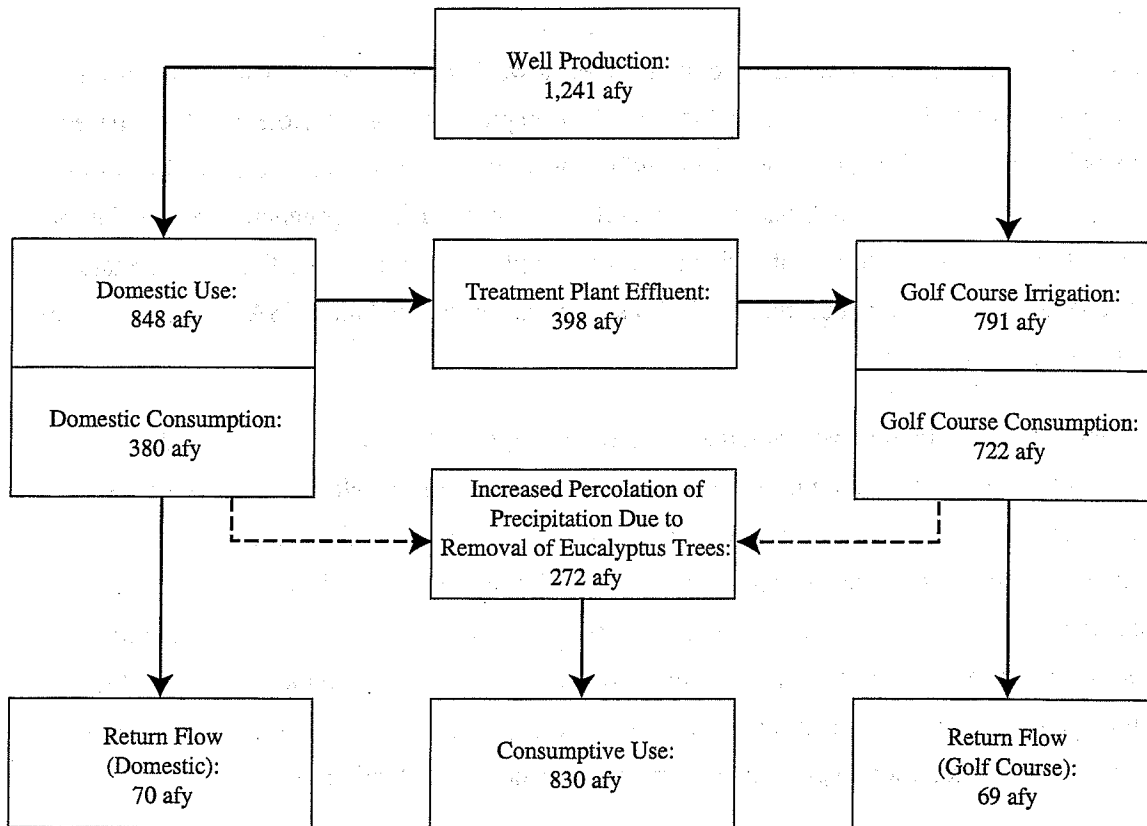 Well Production:
1,241 afy
Domestic Use:
848 afy
Treatment Plant Effluent:
398 afy
Golf Course Irrigation:
791 afy
Domestic Consumption:
380 afy
Golf Course Consumption:
722 afy
Increased Percolation of
Precipitation Due to
Removal of Eucalyptus Trees:
272 afy
Return Flow
(Domestic):
70 afy
Consumptive Use:
830 afy
Return Flow
(Golf Course):
69 afy